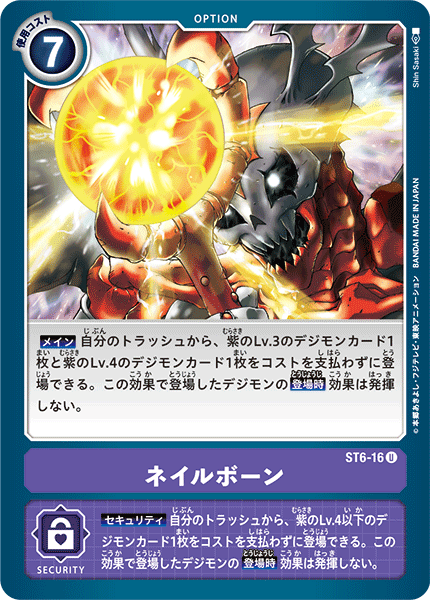 使用コスト
7
OPTION
Shin Sasaki
メイン 自分のトラッシュから、紫のLv.3のデジモンカード1
枚と紫のLv.4のデジモンカード1枚をコストを支払わずに登
場できる。この効果で登場したデジモンの 登場時 効果は発揮
しない。
©本郷あきよし・フジテレビ・東映アニメーション BANDAI MADE IN JAPAN
ST6-16 U
ネイルボーン
SECURITY
セキュリティ 自分のトラッシュから、紫のLv.4以下のデ
ジモンカード1枚をコストを支払わずに登場できる。この
効果で登場したデジモンの 登場時 効果は発揮しない。